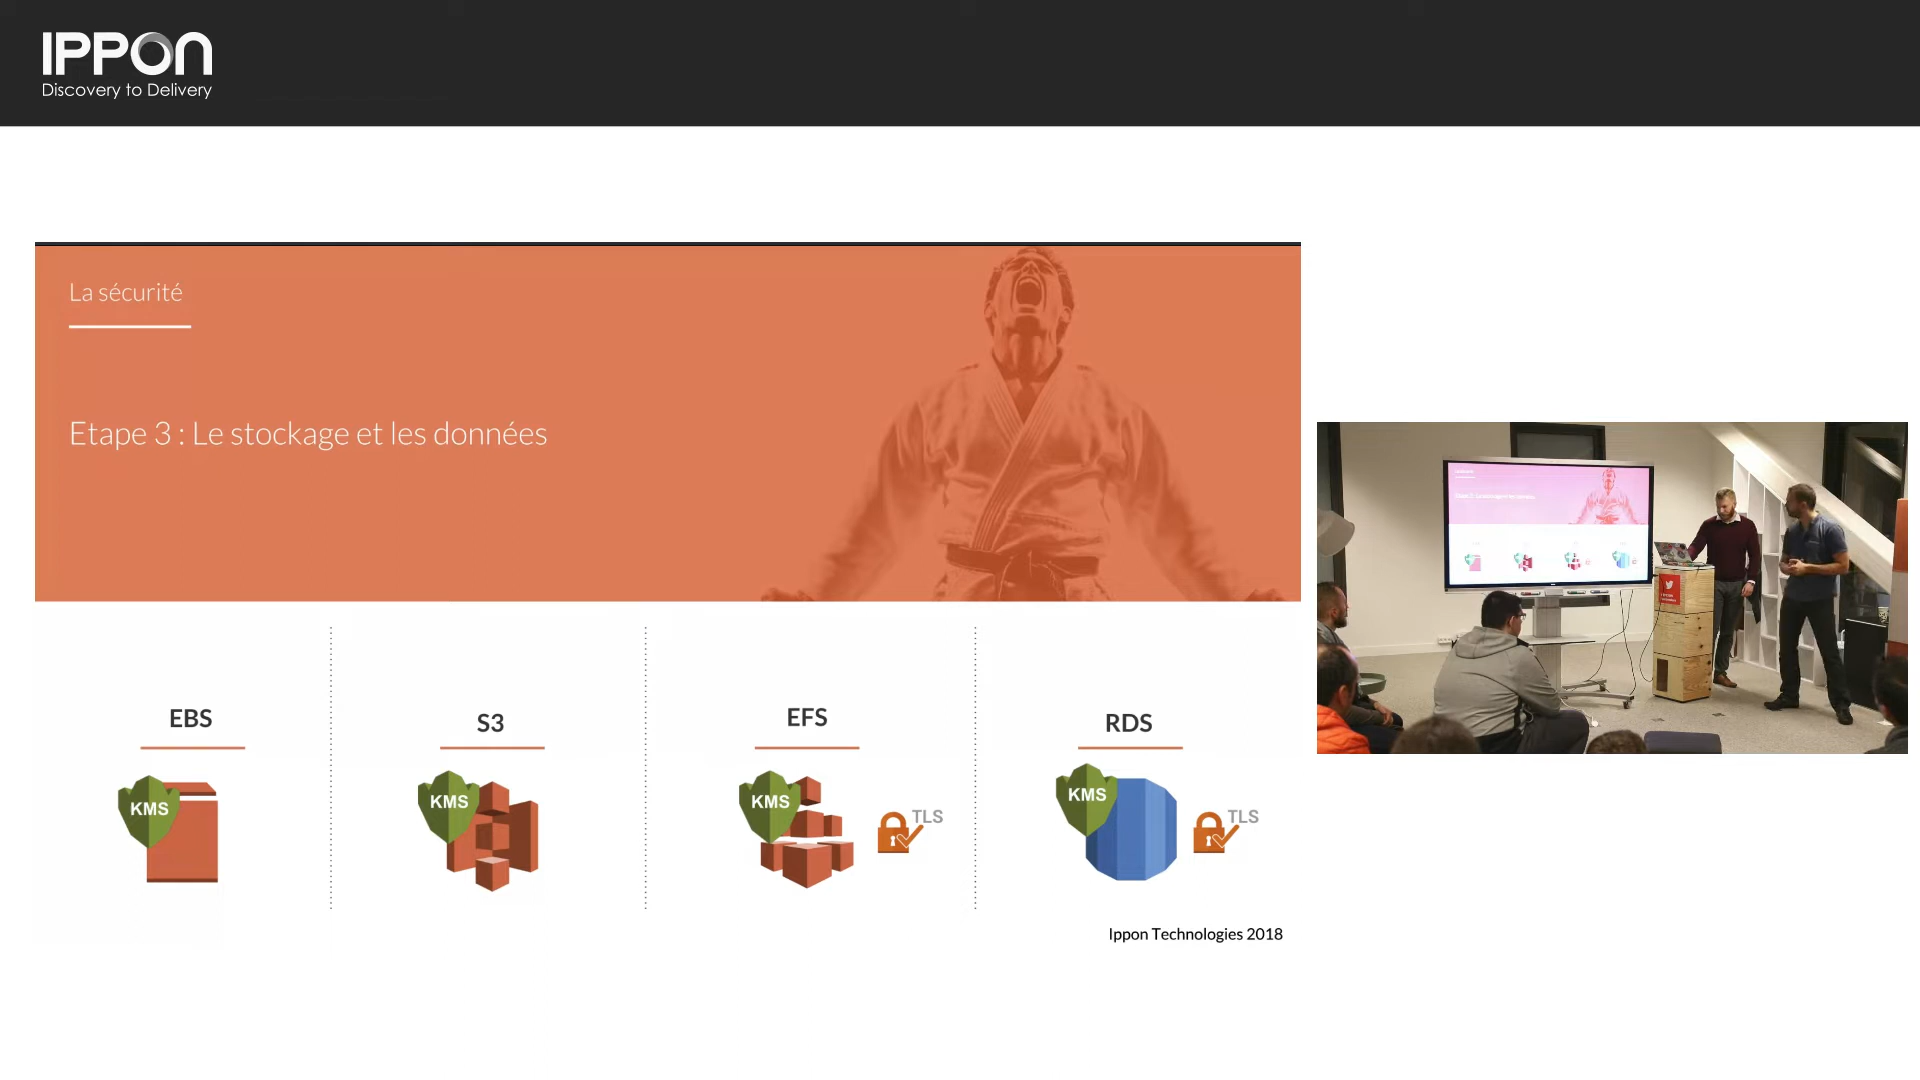 IPPON
Discovery to Delivery
La sécurité
Etape 3 : Le stockage et les données
EBS
S3
EFS
RDS
KMS
KMS
KMS
TLS
KMS
TLS
Ippon Technologies 2018